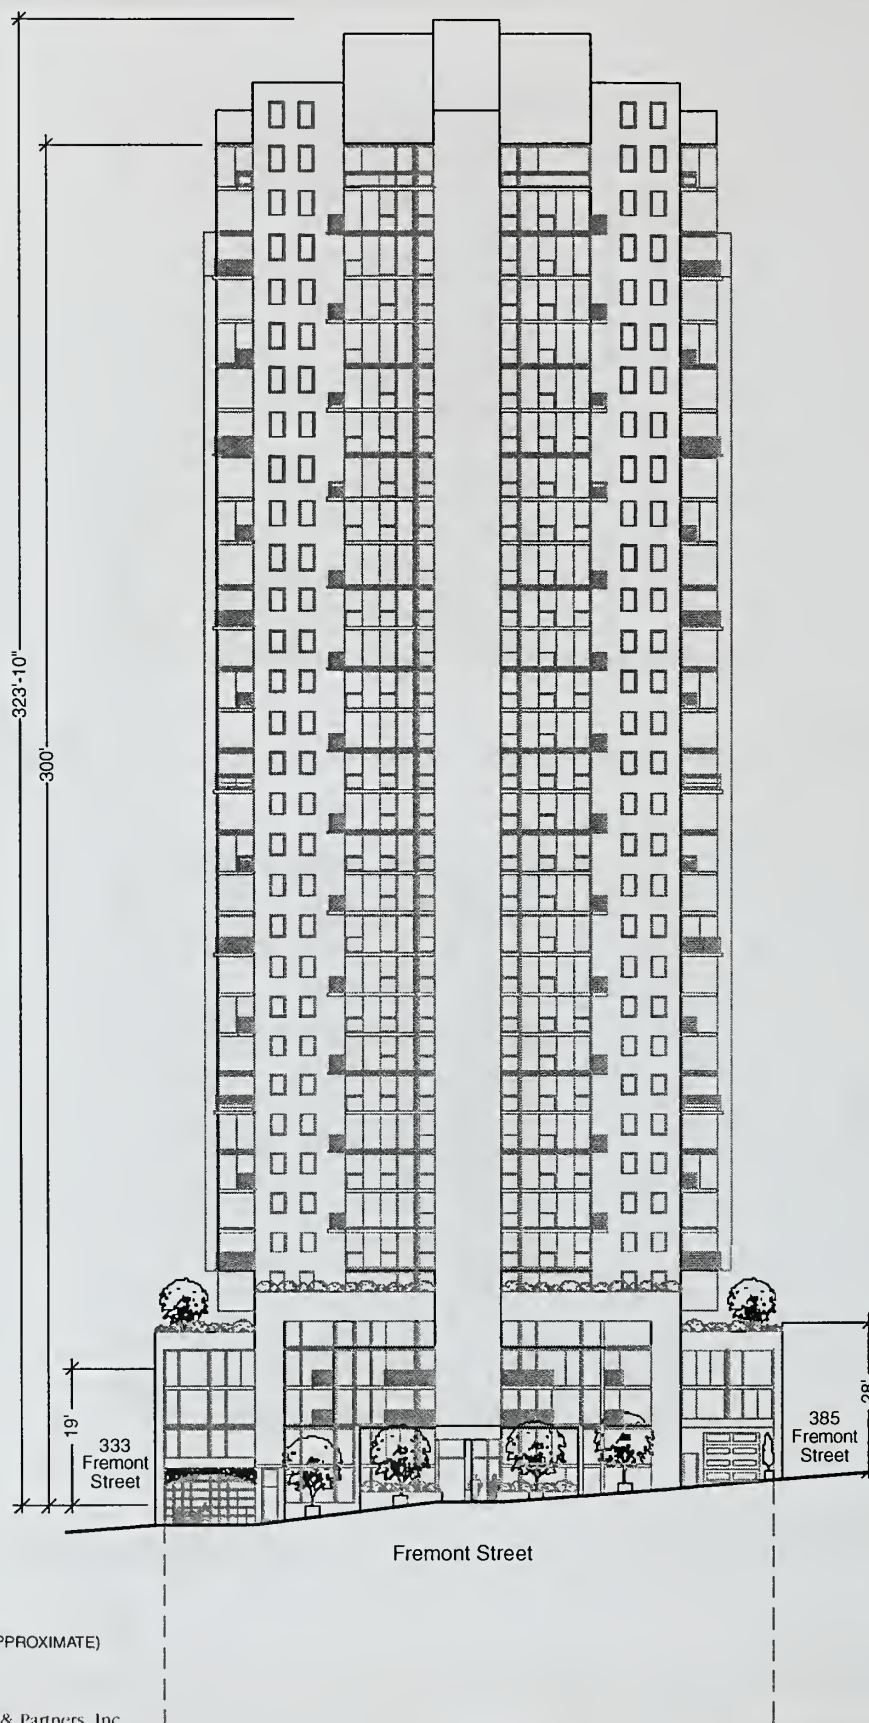 323'-10"
300'
19'
333
Fremont
Street
385
Fremont
Street
28'
Fremont Street
PPROXIMATE)
& Partners, Inc